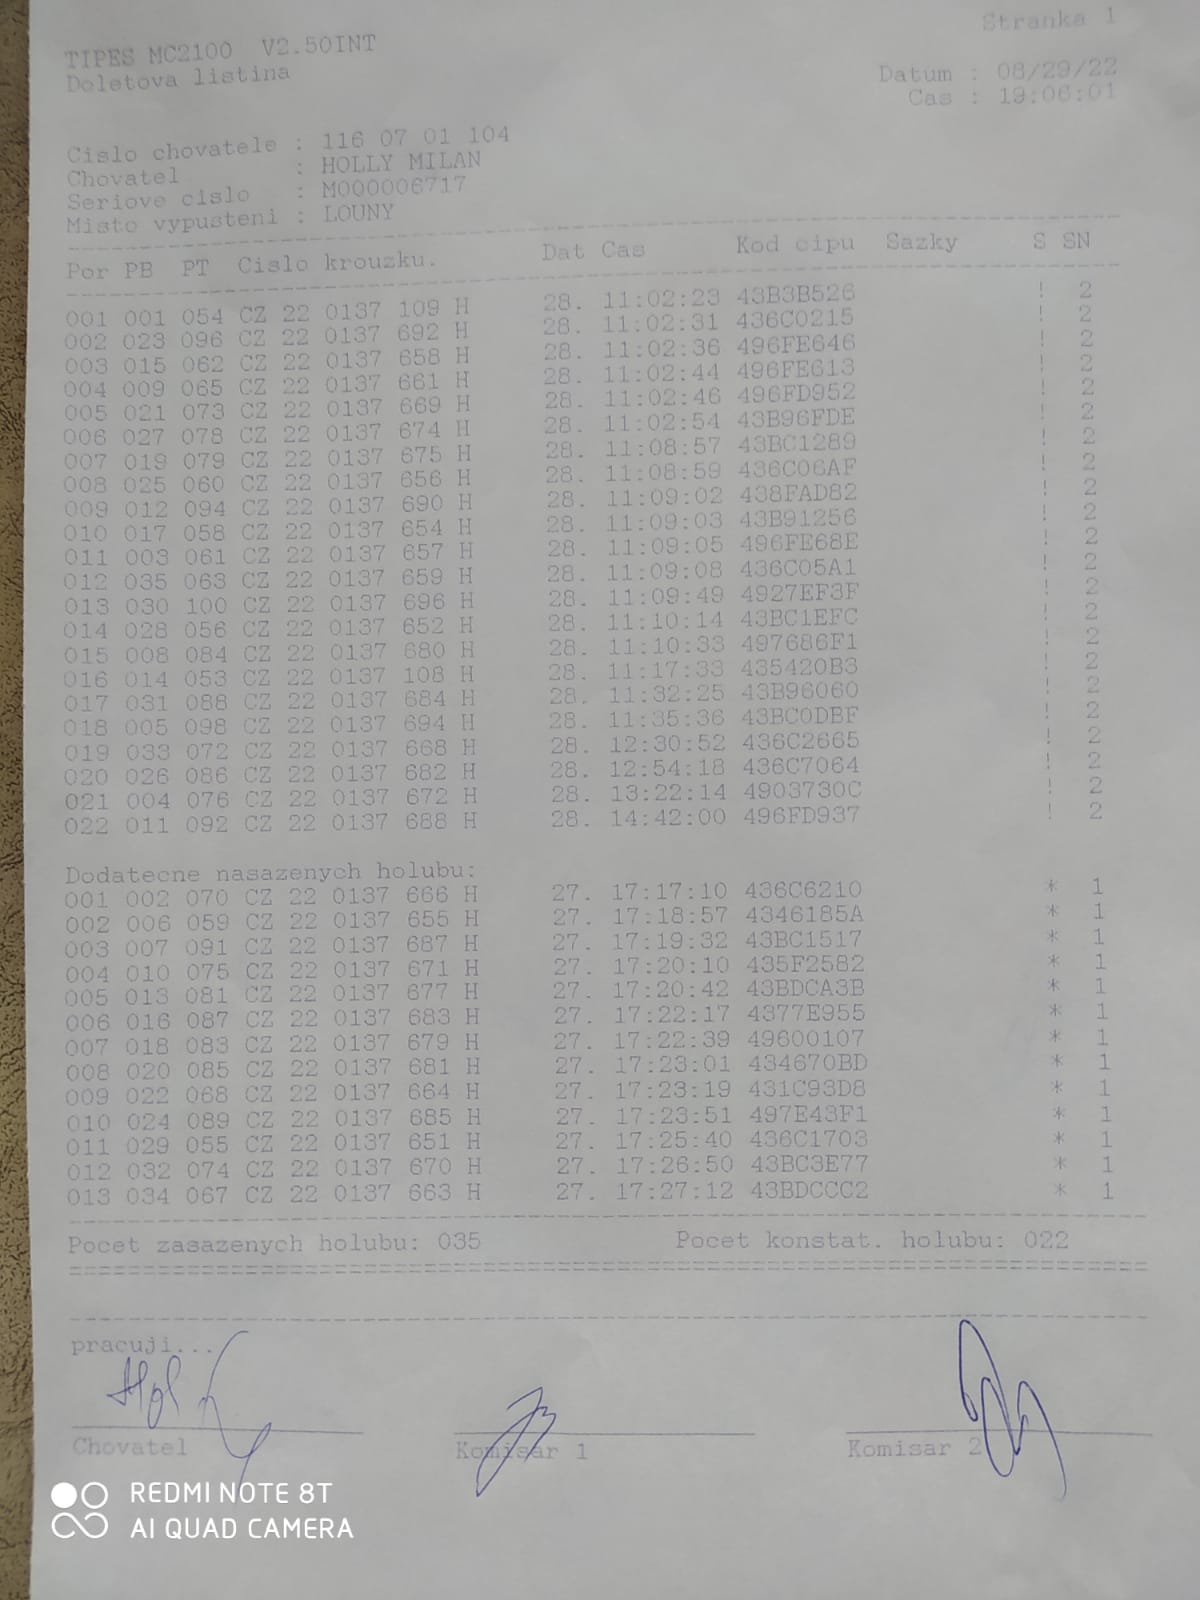 Stranka 1
TIPES MC2100 V2.50INT
Doletova listina
Datum : 08/29/22
Cas : 19:06:01
Cislo chovatele : 116 07 01 104
Chovatel : HOLLY MILAN
Seriove cislo : M000006717
Misto vypusteni : LOUNY
Por PB PT Cislo krouzku. Dat Cas Kod cipu Sazky S SN
001 001 054 CZ 22 0137 109 H 28. 11:02:23 43B3B526 ! 2
002 023 096 CZ 22 0137 692 H 28. 11:02:31 436C0215 ! 2
003 015 062 CZ 22 0137 658 H 28. 11:02:36 496FE646 ! 2
004 009 065 CZ 22 0137 661 H 28. 11:02:44 496FE613 ! 2
005 021 073 CZ 22 0137 669 H 28. 11:02:46 496FD952 ! 2
006 027 078 CZ 22 0137 674 H 28. 11:02:54 43B96FDE ! 2
007 019 079 CZ 22 0137 675 H 28. 11:08:57 43BC1289 ! 2
008 025 060 CZ 22 0137 656 H 28. 11:08:59 436C06AF ! 2
009 012 094 CZ 22 0137 690 H 28. 11:09:02 438FAD82 ! 2
010 017 058 CZ 22 0137 654 H 28. 11:09:03 43B91256 ! 2
011 003 061 CZ 22 0137 657 H 28. 11:09:05 496FE68E ! 2
012 035 063 CZ 22 0137 659 H 28. 11:09:08 436C05A1 ! 2
013 030 100 CZ 22 0137 696 H 28. 11:09:49 4927EF3F ! 2
014 028 056 CZ 22 0137 652 H 28. 11:10:14 43BC1EFC ! 2
015 008 084 CZ 22 0137 680 H 28. 11:10:33 497686F1 ! 2
016 014 053 CZ 22 0137 108 H 28. 11:17:33 435420B3 ! 2
017 031 088 CZ 22 0137 684 H 28. 11:32:25 43B96060 ! 2
018 005 098 CZ 22 0137 694 H 28. 11:35:36 43BC0DBF ! 2
019 033 072 CZ 22 0137 668 H 28. 12:30:52 436C2665 ! 2
020 026 086 CZ 22 0137 682 H 28. 12:54:18 436C7064 ! 2
021 004 076 CZ 22 0137 672 H 28. 13:22:14 4903730C ! 2
022 011 092 CZ 22 0137 688 H 28. 14:42:00 496FD937 ! 2
Dodatecne nasazenych holubu:
001 002 070 CZ 22 0137 666 H 27. 17:17:10 436C6210 * 1
002 006 059 CZ 22 0137 655 H 27. 17:18:57 4346185A * 1
003 007 091 CZ 22 0137 687 H 27. 17:19:32 43BC1517 * 1
004 010 075 CZ 22 0137 671 H 27. 17:20:10 435F2582 * 1
005 013 081 CZ 22 0137 677 H 27. 17:20:42 43BDCA3B * 1
006 016 087 CZ 22 0137 683 H 27. 17:22:17 4377E955 * 1
007 018 083 CZ 22 0137 679 H 27. 17:22:39 49600107 * 1
008 020 085 CZ 22 0137 681 H 27. 17:23:01 434670BD * 1
009 022 068 CZ 22 0137 664 H 27. 17:23:19 431C93D8 * 1
010 024 089 CZ 22 0137 685 H 27. 17:23:51 497E43F1 * 1
011 029 055 CZ 22 0137 651 H 27. 17:25:40 436C1703 * 1
012 032 074 CZ 22 0137 670 H 27. 17:26:50 43BC3E77 * 1
013 034 067 CZ 22 0137 663 H 27. 17:27:12 43BDCCC2 * 1
Pocet zasazenych holubu: 035 Pocet konstat. holubu: 022
pracuji...
Chovatel Komisar 1 Komisar 2
REDMI NOTE 8T
AI QUAD CAMERA